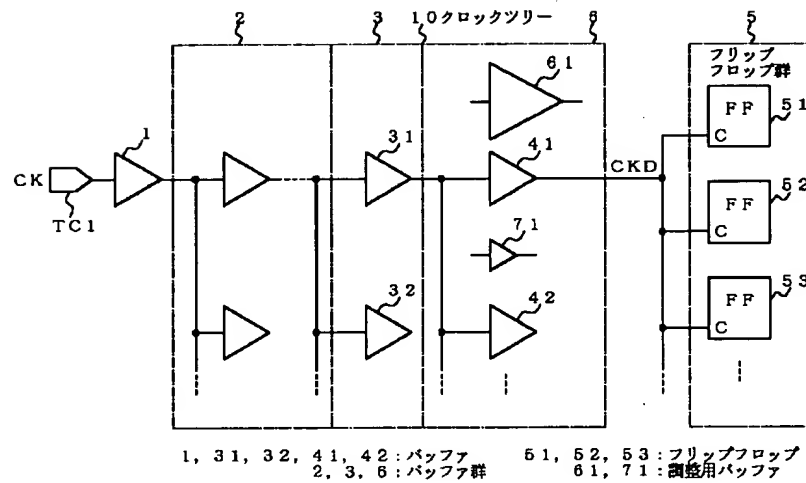 2
3
10クロックツリー
6
5
フリップ
フロップ群
61
FF
C
51
1
31
41
CK
TC1
CKD
FF
C
52
71
32
42
FF
C
53
1, 31, 32, 41, 42:バッファ
2, 3, 6:バッファ群
51, 52, 53:フリップフロップ
61, 71:調整用バッファ